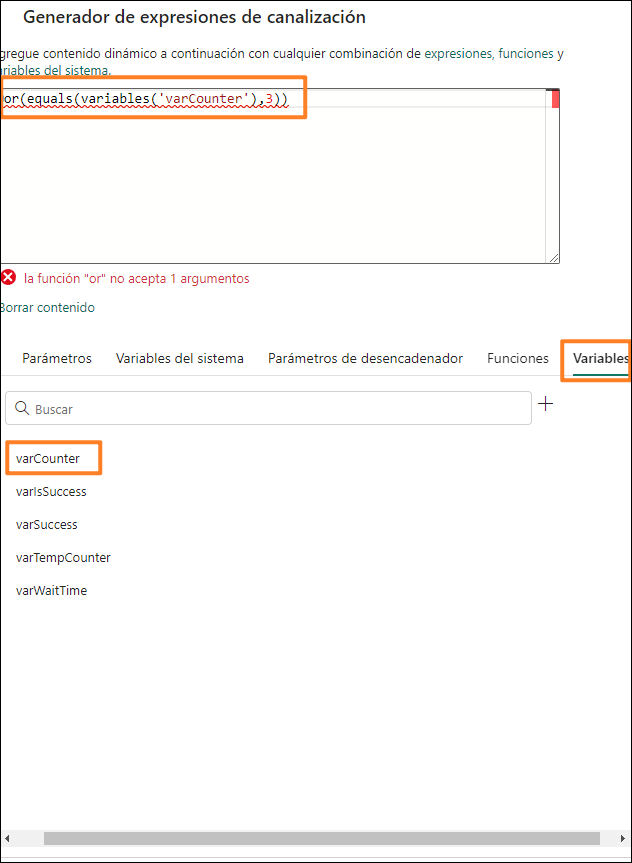 Generador de expresiones de canalización
gregue contenido dinámico a continuación con cualquier combinación de expresiones, funciones y
ariables del sistema.
or(equals(variables('varCounter'),3))
la función "or" no acepta 1 argumentos
Borrar contenido
Parámetros Variables del sistema Parámetros de desencadenador Funciones Variables
Buscar
varCounter
varIsSuccess
varSuccess
varTempCounter
varWaitTime